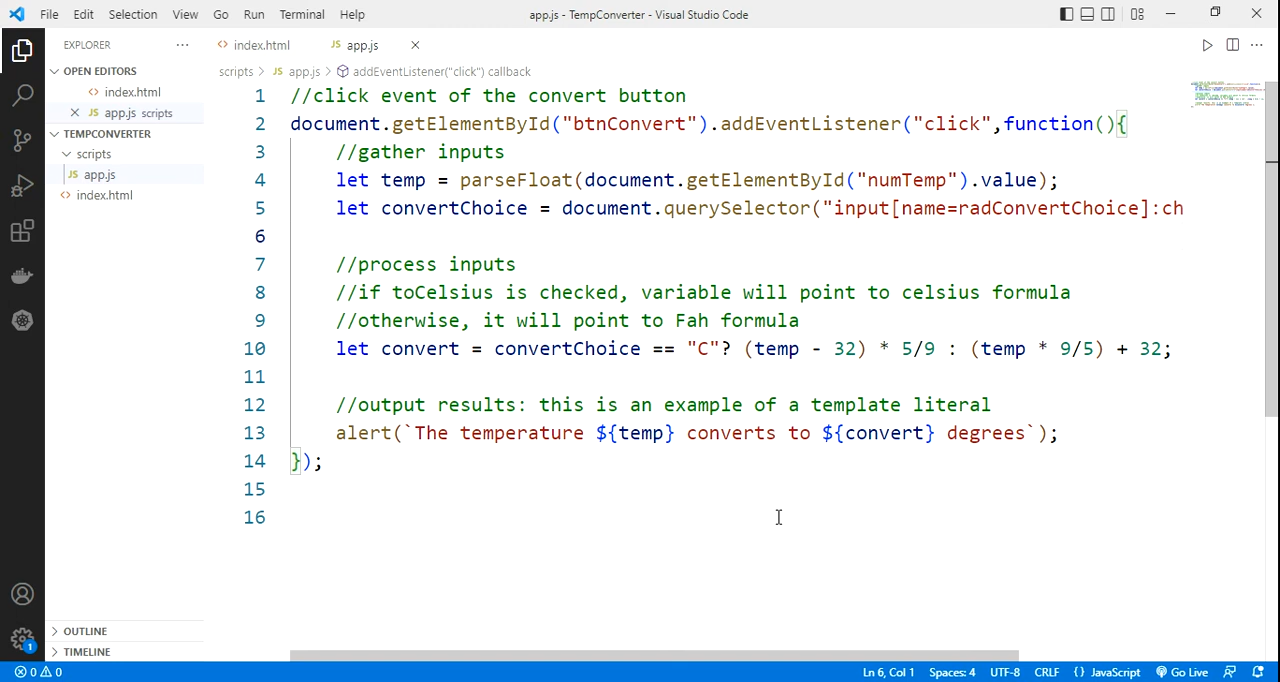 File Edit Selection View Go Run Terminal Help app.js - TempConverter - Visual Studio Code
EXPLORER ... <> index.html JS app.js
OPEN EDITORS
<> index.html
JS app.js scripts
TEMPCONVERTER
scripts
JS app.js
<> index.html
OUTLINE
TIMELINE
scripts > JS app.js > addEventListener("click") callback
1 //click event of the convert button
2 document.getElementById("btnConvert").addEventListener("click",function(){
3 //gather inputs
4 let temp = parseFloat(document.getElementById("numTemp").value);
5 let convertChoice = document.querySelector("input[name=radConvertChoice]:ch
6
7 //process inputs
8 //if toCelsius is checked, variable will point to celsius formula
9 //otherwise, it will point to Fah formula
10 let convert = convertChoice == "C"? (temp - 32) * 5/9 : (temp * 9/5) + 32;
11
12 //output results: this is an example of a template literal
13 alert(`The temperature ${temp} converts to ${convert} degrees`);
14 });
15
16
1
0 0 Ln 6, Col 1 Spaces: 4 UTF-8 CRLF {} JavaScript Go Live